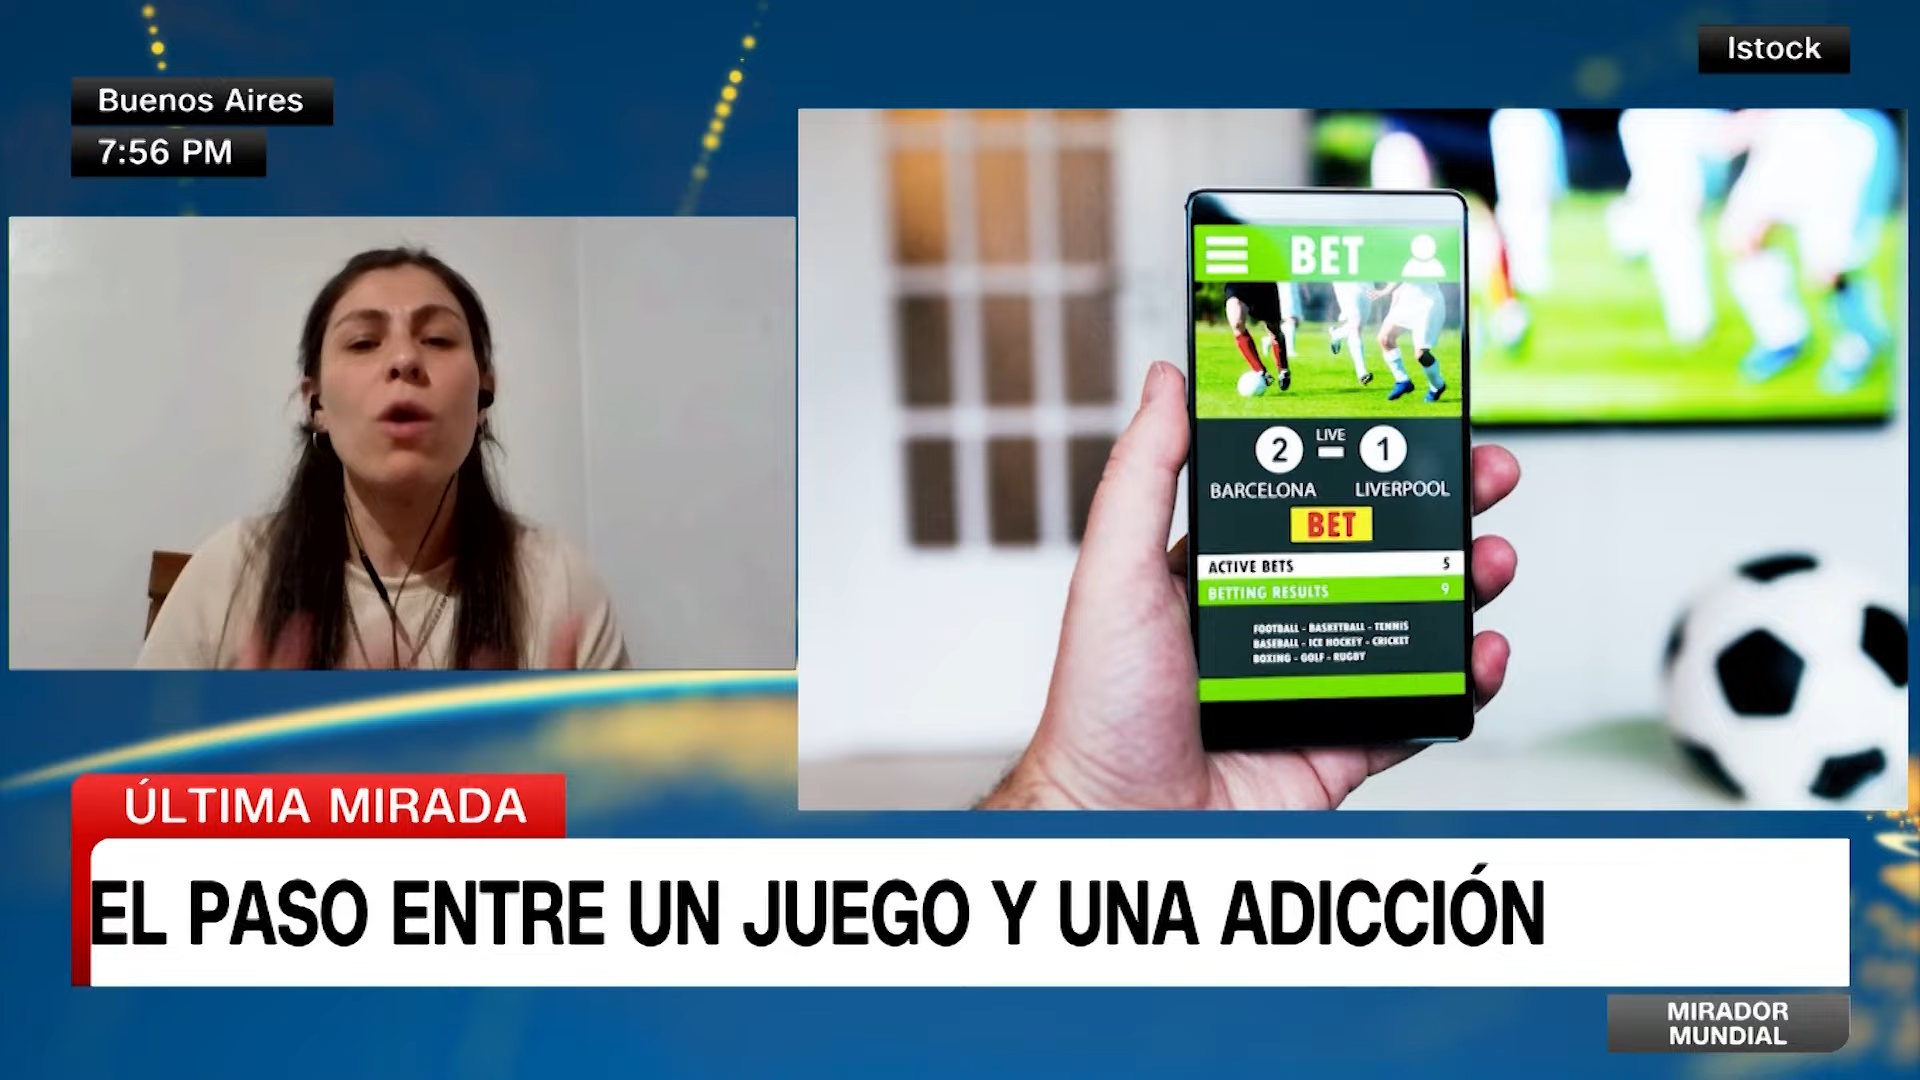 Istock
Buenos Aires
7:56 PM
BET
2 LIVE 1
BARCELONA LIVERPOOL
BET
ACTIVE BETS 5
BETTING RESULTS 9
FOOTBALL - BASKETBALL - TENNIS
BASEBALL - ICE HOCKEY - CRICKET
BOXING - GOLF - RUGBY
ÚLTIMA MIRADA
EL PASO ENTRE UN JUEGO Y UNA ADICCIÓN
MIRADOR
MUNDIAL